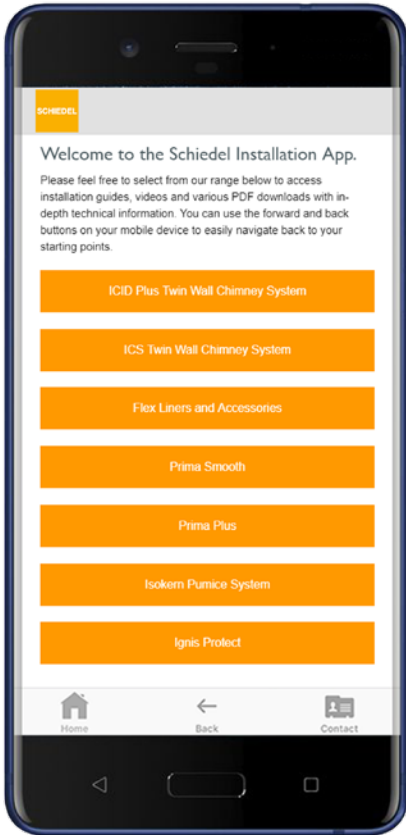 SCHIEDEL
Welcome to the Schiedel Installation App.
Please feel free to select from our range below to access
installation guides, videos and various PDF downloads with in-
depth technical information. You can use the forward and back
buttons on your mobile device to easily navigate back to your
starting points.
ICID Plus Twin Wall Chimney System
ICS Twin Wall Chimney System
Flex Liners and Accessories
Prima Smooth
Prima Plus
Isokern Pumice System
Ignis Protect
Home
Back
Contact